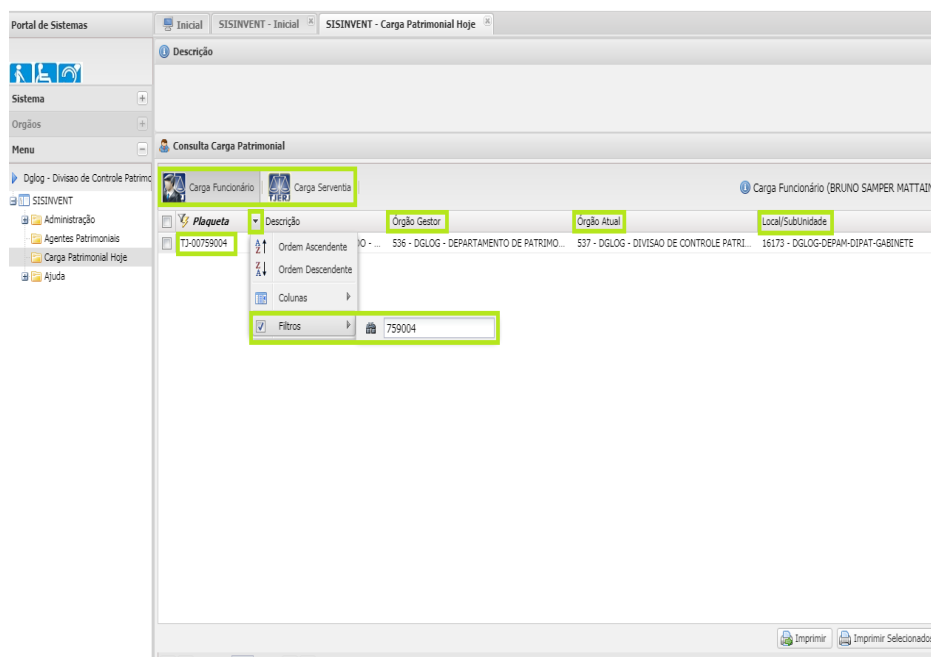 Portal de Sistemas
Inicial
SISINVENT - Inicial
SISINVENT - Carga Patrimonial Hoje
Descrição
Sistema
Orgãos
Menu
Dglog - Divisao de Controle Patrimo
SISINVENT
Administração
Agentes Patrimoniais
Carga Patrimonial Hoje
Ajuda
Consulta Carga Patrimonial
Carga Funcionário
TJERJ
Carga Serventia
Carga Funcionário (BRUNO SAMPER MATTAIN
Plaqueta
Descrição
Órgão Gestor
Órgão Atual
Local/SubUnidade
TJ-00759004
O - ...
536 - DGLOG - DEPARTAMENTO DE PATRIMO...
537 - DGLOG - DIVISAO DE CONTROLE PATRI...
16173 - DGLOG-DEPAM-DIPAT-GABINETE
Ordem Ascendente
Ordem Descendente
Colunas
Filtros
759004
Imprimir
Imprimir Selecionados